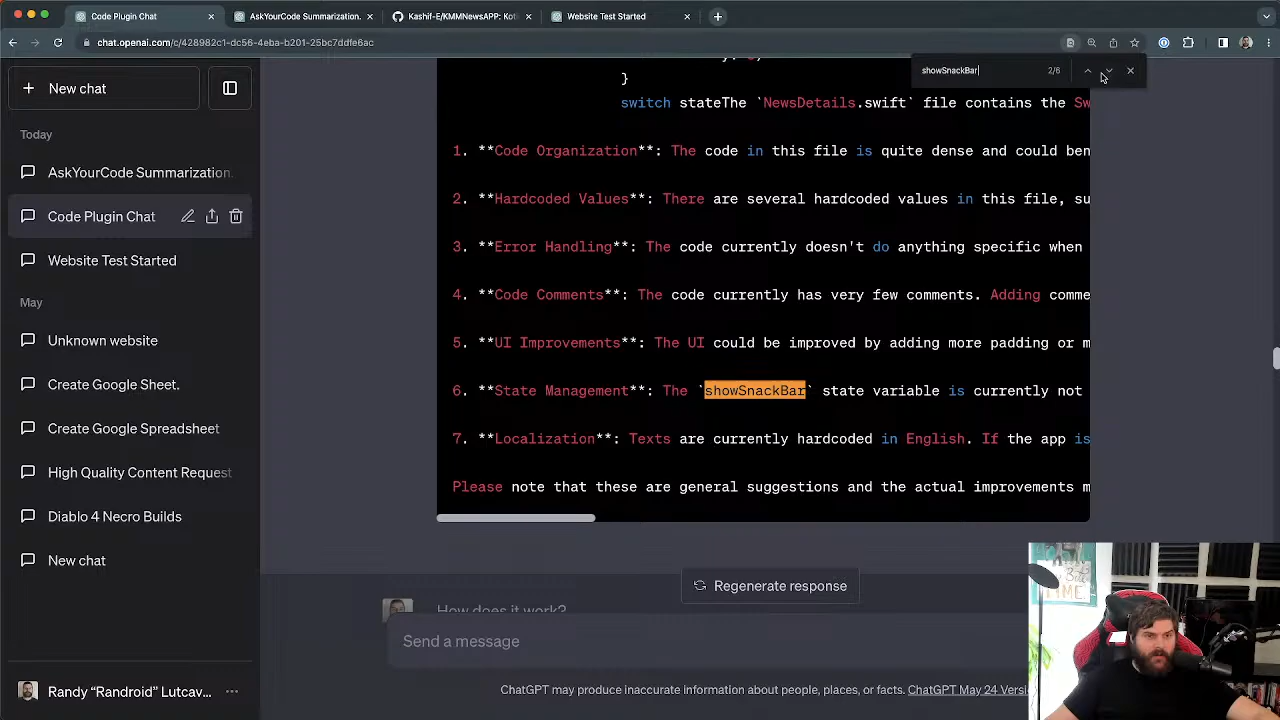 Code Plugin Chat
AskYourCode Summarization.
Kashif-E/KMMNewsAPP: Kot
Website Test Started
chat.openai.com/c/428982c1-dc56-4eba-b201-25bc7ddfe6ac
showSnackBar 2/6
New chat
Today
AskYourCode Summarization.
Code Plugin Chat
Website Test Started
May
Unknown website
Create Google Sheet.
Create Google Spreadsheet
High Quality Content Request
Diablo 4 Necro Builds
New chat
Randy “Randroid” Lutcav...
}
switch stateThe `NewsDetails.swift` file contains the Sw
1. **Code Organization**: The code in this file is quite dense and could ben
2. **Hardcoded Values**: There are several hardcoded values in this file, su
3. **Error Handling**: The code currently doesn't do anything specific when
4. **Code Comments**: The code currently has very few comments. Adding comme
5. **UI Improvements**: The UI could be improved by adding more padding or m
6. **State Management**: The `showSnackBar` state variable is currently not
7. **Localization**: Texts are currently hardcoded in English. If the app is
Please note that these are general suggestions and the actual improvements m
Regenerate response
How does it work?
Send a message
ChatGPT may produce inaccurate information about people, places, or facts. ChatGPT May 24 Versi
TIME.